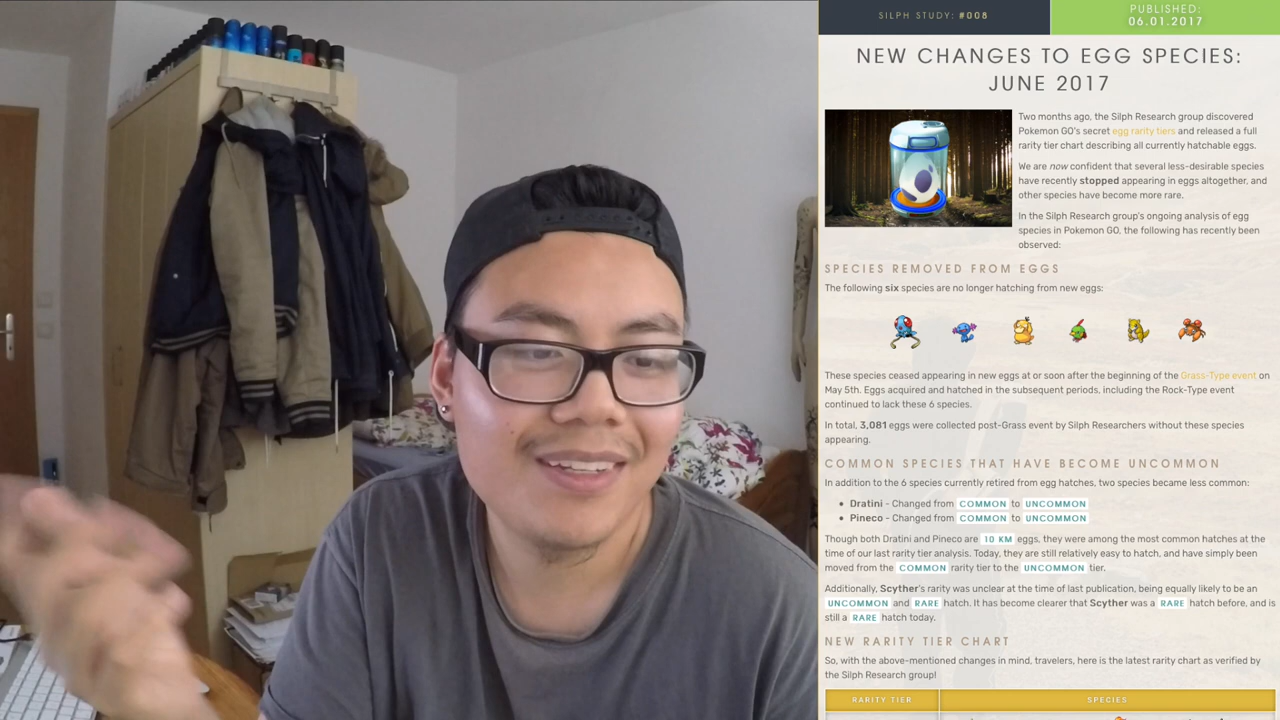 SILPH STUDY: #008
PUBLISHED:
06.01.2017
NEW CHANGES TO EGG SPECIES:
JUNE 2017
Two months ago, the Silph Research group discovered
Pokemon GO's secret egg rarity tiers and released a full
rarity tier chart describing all currently hatchable eggs.
We are now confident that several less-desirable species
have recently stopped appearing in eggs altogether, and
other species have become more rare.
In the Silph Research group's ongoing analysis of egg
species in Pokemon GO, the following has recently been
observed:
SPECIES REMOVED FROM EGGS
The following six species are no longer hatching from new eggs:
These species ceased appearing in new eggs at or soon after the beginning of the Grass-Type event on
May 5th. Eggs acquired and hatched in the subsequent periods, including the Rock-Type event
continued to lack these 6 species.
In total, 3,081 eggs were collected post-Grass event by Silph Researchers without these species
appearing.
COMMON SPECIES THAT HAVE BECOME UNCOMMON
In addition to the 6 species currently retired from egg hatches, two species became less common:
• Dratini - Changed from COMMON to UNCOMMON
• Pineco - Changed from COMMON to UNCOMMON
Though both Dratini and Pineco are 10 KM eggs, they were among the most common hatches at the
time of our last rarity tier analysis. Today, they are still relatively easy to hatch, and have simply been
moved from the COMMON rarity tier to the UNCOMMON tier.
Additionally, Scyther's rarity was unclear at the time of last publication, being equally likely to be an
UNCOMMON and RARE hatch. It has become clearer that Scyther was a RARE hatch before, and is
still a RARE hatch today.
NEW RARITY TIER CHART
So, with the above-mentioned changes in mind, travelers, here is the latest rarity chart as verified by
the Silph Research group!
RARITY TIER SPECIES